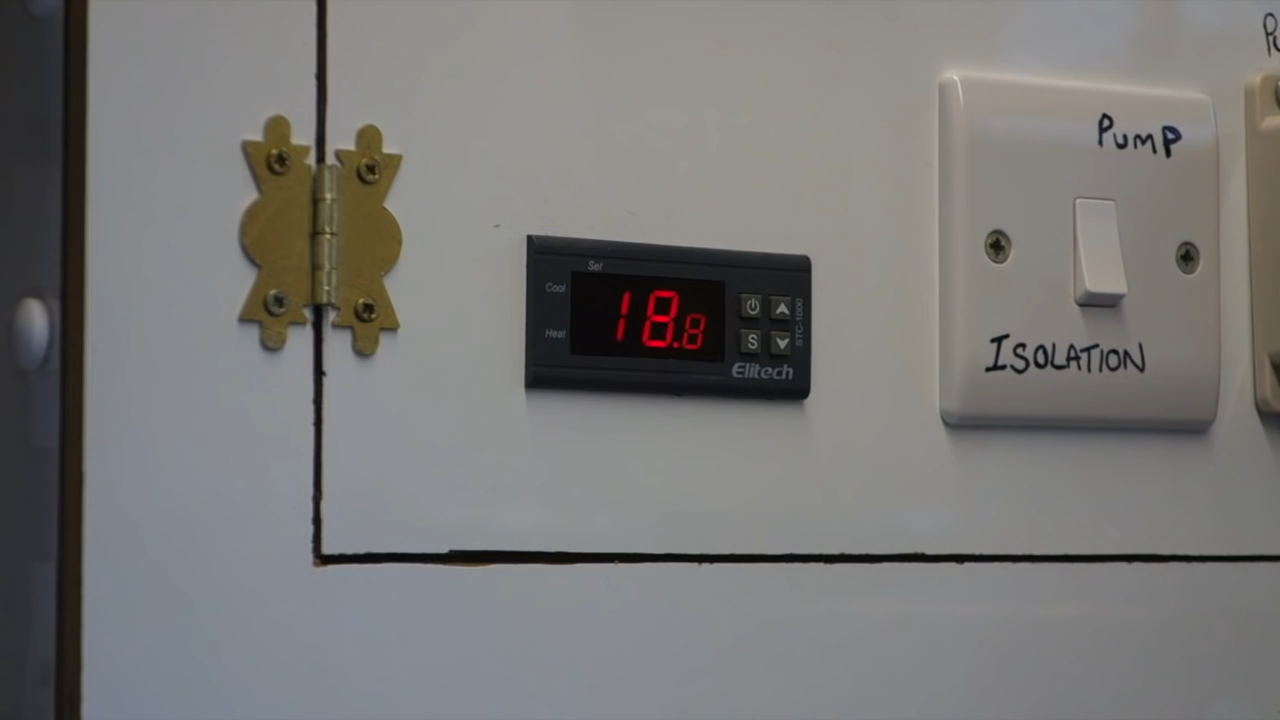 Set
Cool
18.8
Heat
S
STC-1000
Elitech
PUMP
ISOLATION